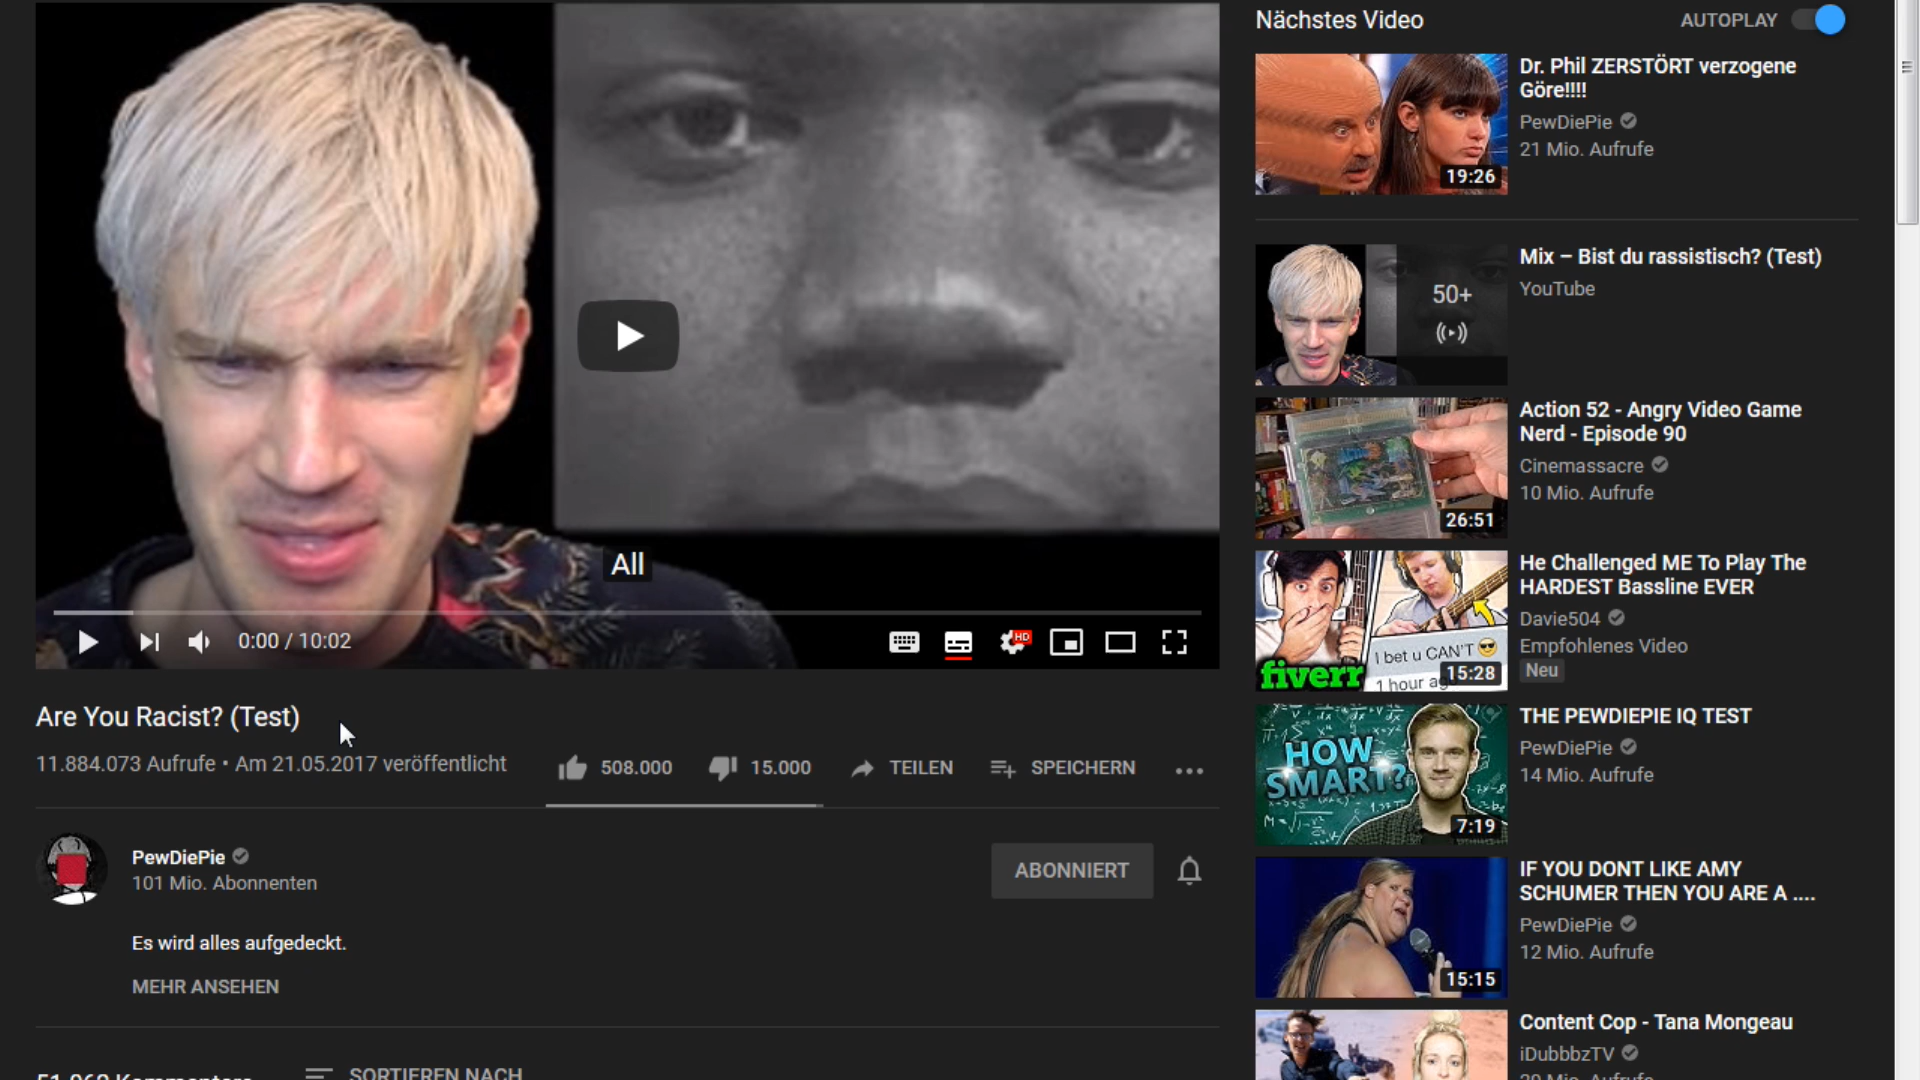 All
0:00 / 10:02
HD
Are You Racist? (Test)
11.884.073 Aufrufe • Am 21.05.2017 veröffentlicht
508.000
15.000
TEILEN
SPEICHERN
PewDiePie
101 Mio. Abonnenten
ABONNIERT
Es wird alles aufgedeckt.
MEHR ANSEHEN
SORTIEREN NACH
Nächstes Video
AUTOPLAY
19:26
Dr. Phil ZERSTÖRT verzogene
Göre!!!!
PewDiePie
21 Mio. Aufrufe
50+
Mix – Bist du rassistisch? (Test)
YouTube
26:51
Action 52 - Angry Video Game
Nerd - Episode 90
Cinemassacre
10 Mio. Aufrufe
fiverr
I bet u CAN'T
1 hour
15:28
He Challenged ME To Play The
HARDEST Bassline EVER
Davie504
Empfohlenes Video
Neu
HOW
SMART?
7:19
THE PEWDIEPIE IQ TEST
PewDiePie
14 Mio. Aufrufe
15:15
IF YOU DONT LIKE AMY
SCHUMER THEN YOU ARE A ....
PewDiePie
12 Mio. Aufrufe
Content Cop - Tana Mongeau
iDubbbzTV